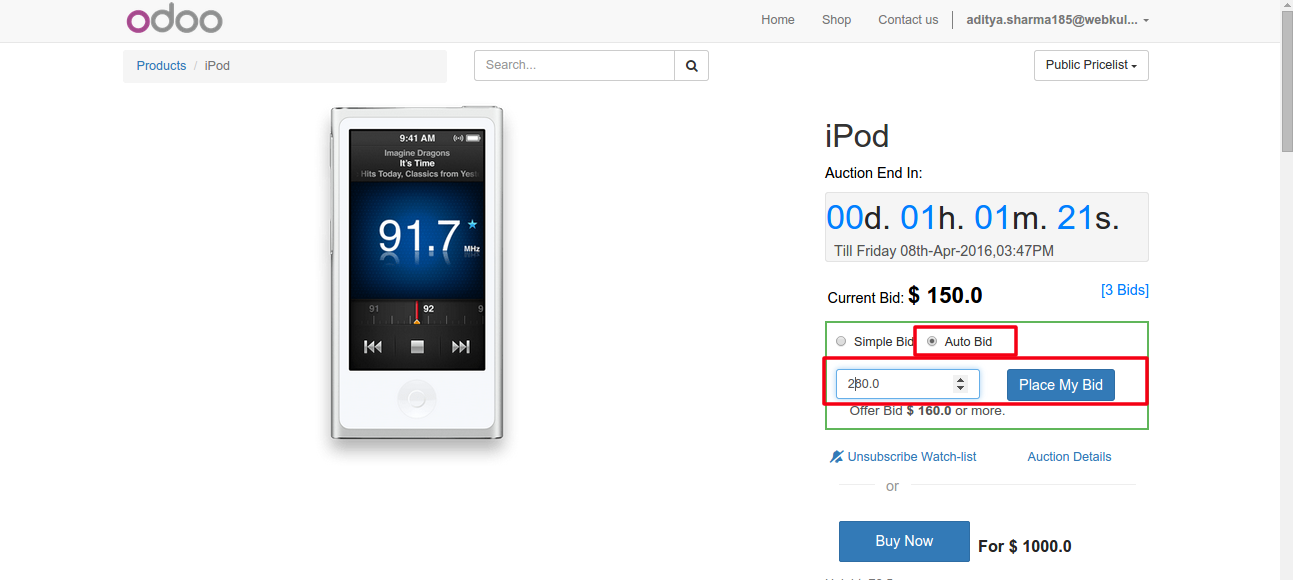 odoo
Home Shop Contact us aditya.sharma185@webkul...
Products / iPod
Search...
Public Pricelist
9:41 AM
Imagine Dragons
It's Time
Hits Today, Classics from Yes
91.7
MHz
91 92 9
iPod
Auction End In:
00d. 01h. 01m. 21s.
Till Friday 08th-Apr-2016,03:47PM
Current Bid: $ 150.0 [3 Bids]
Simple Bid Auto Bid
260.0 Place My Bid
Offer Bid $ 160.0 or more.
Unsubscribe Watch-list Auction Details
or
Buy Now For $ 1000.0